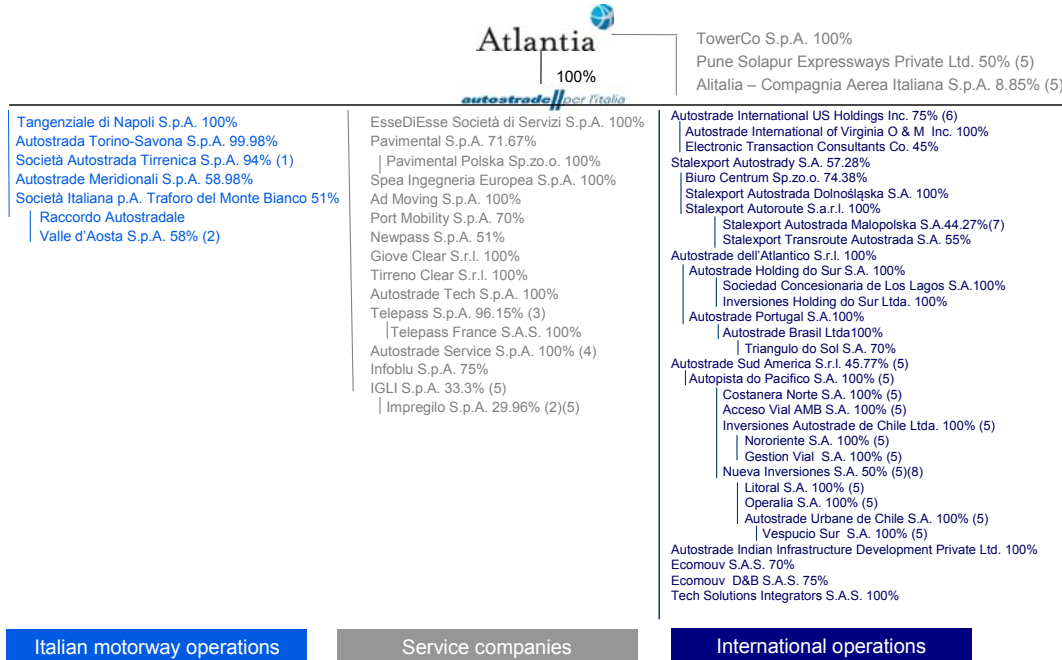 Atlantia
100%
autostrade per l'italia
TowerCo S.p.A. 100%
Pune Solapur Expressways Private Ltd. 50% (5)
Alitalia – Compagnia Aerea Italiana S.p.A. 8.85% (5)
Tangenziale di Napoli S.p.A. 100%
Autostrada Torino-Savona S.p.A. 99.98%
Società Autostrada Tirrenica S.p.A. 94% (1)
Autostrade Meridionali S.p.A. 58.98%
Società Italiana p.A. Traforo del Monte Bianco 51%
Raccordo Autostradale
Valle d'Aosta S.p.A. 58% (2)
EsseDiEsse Società di Servizi S.p.A. 100%
Pavimental S.p.A. 71.67%
Pavimental Polska Sp.zo.o. 100%
Spea Ingegneria Europea S.p.A. 100%
Ad Moving S.p.A. 100%
Port Mobility S.p.A. 70%
Newpass S.p.A. 51%
Giove Clear S.r.l. 100%
Tirreno Clear S.r.l. 100%
Autostrade Tech S.p.A. 100%
Telepass S.p.A. 96.15% (3)
Telepass France S.A.S. 100%
Autostrade Service S.p.A. 100% (4)
Infoblu S.p.A. 75%
IGLI S.p.A. 33.3% (5)
Impregilo S.p.A. 29.96% (2)(5)
Autostrade International US Holdings Inc. 75% (6)
Autostrade International of Virginia O & M Inc. 100%
Electronic Transaction Consultants Co. 45%
Stalexport Autostrady S.A. 57.28%
Biuro Centrum Sp.zo.o. 74.38%
Stalexport Autostrada Dolnośląska S.A. 100%
Stalexport Autoroute S.a.r.l. 100%
Stalexport Autostrada Malopolska S.A.44.27%(7)
Stalexport Transroute Autostrada S.A. 55%
Autostrade dell'Atlantico S.r.l. 100%
Autostrade Holding do Sur S.A. 100%
Sociedad Concesionaria de Los Lagos S.A.100%
Inversiones Holding do Sur Ltda. 100%
Autostrade Portugal S.A.100%
Autostrade Brasil Ltda100%
Triangulo do Sol S.A. 70%
Autostrade Sud America S.r.l. 45.77% (5)
Autopista do Pacifico S.A. 100% (5)
Costanera Norte S.A. 100% (5)
Acceso Vial AMB S.A. 100% (5)
Inversiones Autostrade de Chile Ltda. 100% (5)
Nororiente S.A. 100% (5)
Gestion Vial S.A. 100% (5)
Nueva Inversiones S.A. 50% (5)(8)
Litoral S.A. 100% (5)
Operalia S.A. 100% (5)
Autostrade Urbane de Chile S.A. 100% (5)
Vespucio Sur S.A. 100% (5)
Autostrade Indian Infrastructure Development Private Ltd. 100%
Ecomouv S.A.S. 70%
Ecomouv D&B S.A.S. 75%
Tech Solutions Integrators S.A.S. 100%
Italian motorway operations
Service companies
International operations